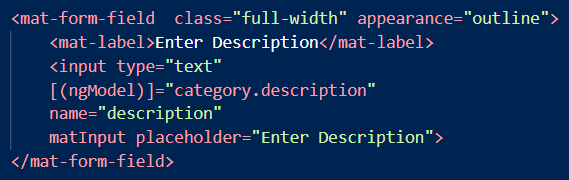 <mat-form-field  class="full-width" appearance="outline">
    <mat-label>Enter Description</mat-label>
    <input type="text"
    [(ngModel)]="category.description"
    name="description"
    matInput placeholder="Enter Description">
</mat-form-field>